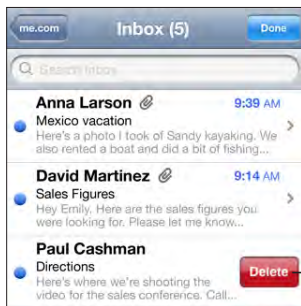 me.com
Inbox (5)
Done
Search Inbox
Anna Larson
9:39 AM
Mexico vacation
Here's a photo I took of Sandy kayaking. We
also rented a boat and did a bit of fishing...
David Martinez
9:14 AM
Sales Figures
Hey Emily. Here are the sales figures you
were looking for. Please let me know...
Paul Cashman
Directions
Delete
Here's where we're shooting the
video for the sales conference. Call...